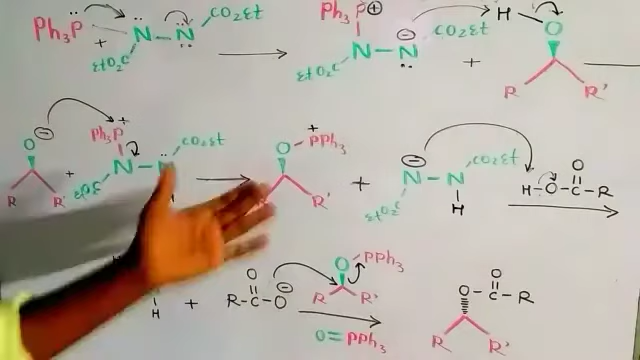 Ph₃P + N – N CO₂Et EtO₂C → Ph₃P⊕ N – N⊖ CO₂Et EtO₂C + H O R R'
O⊖ R R + Ph₃P+ N – CO₂Et EtO₂C → O – PPh₃+ R' + N⊖ – N CO₂Et EtO₂C H H – O – C – R O →
H + R – C – O⊖ O O – PPh₃ R R' → O = PPh₃ O – C – R O R R'